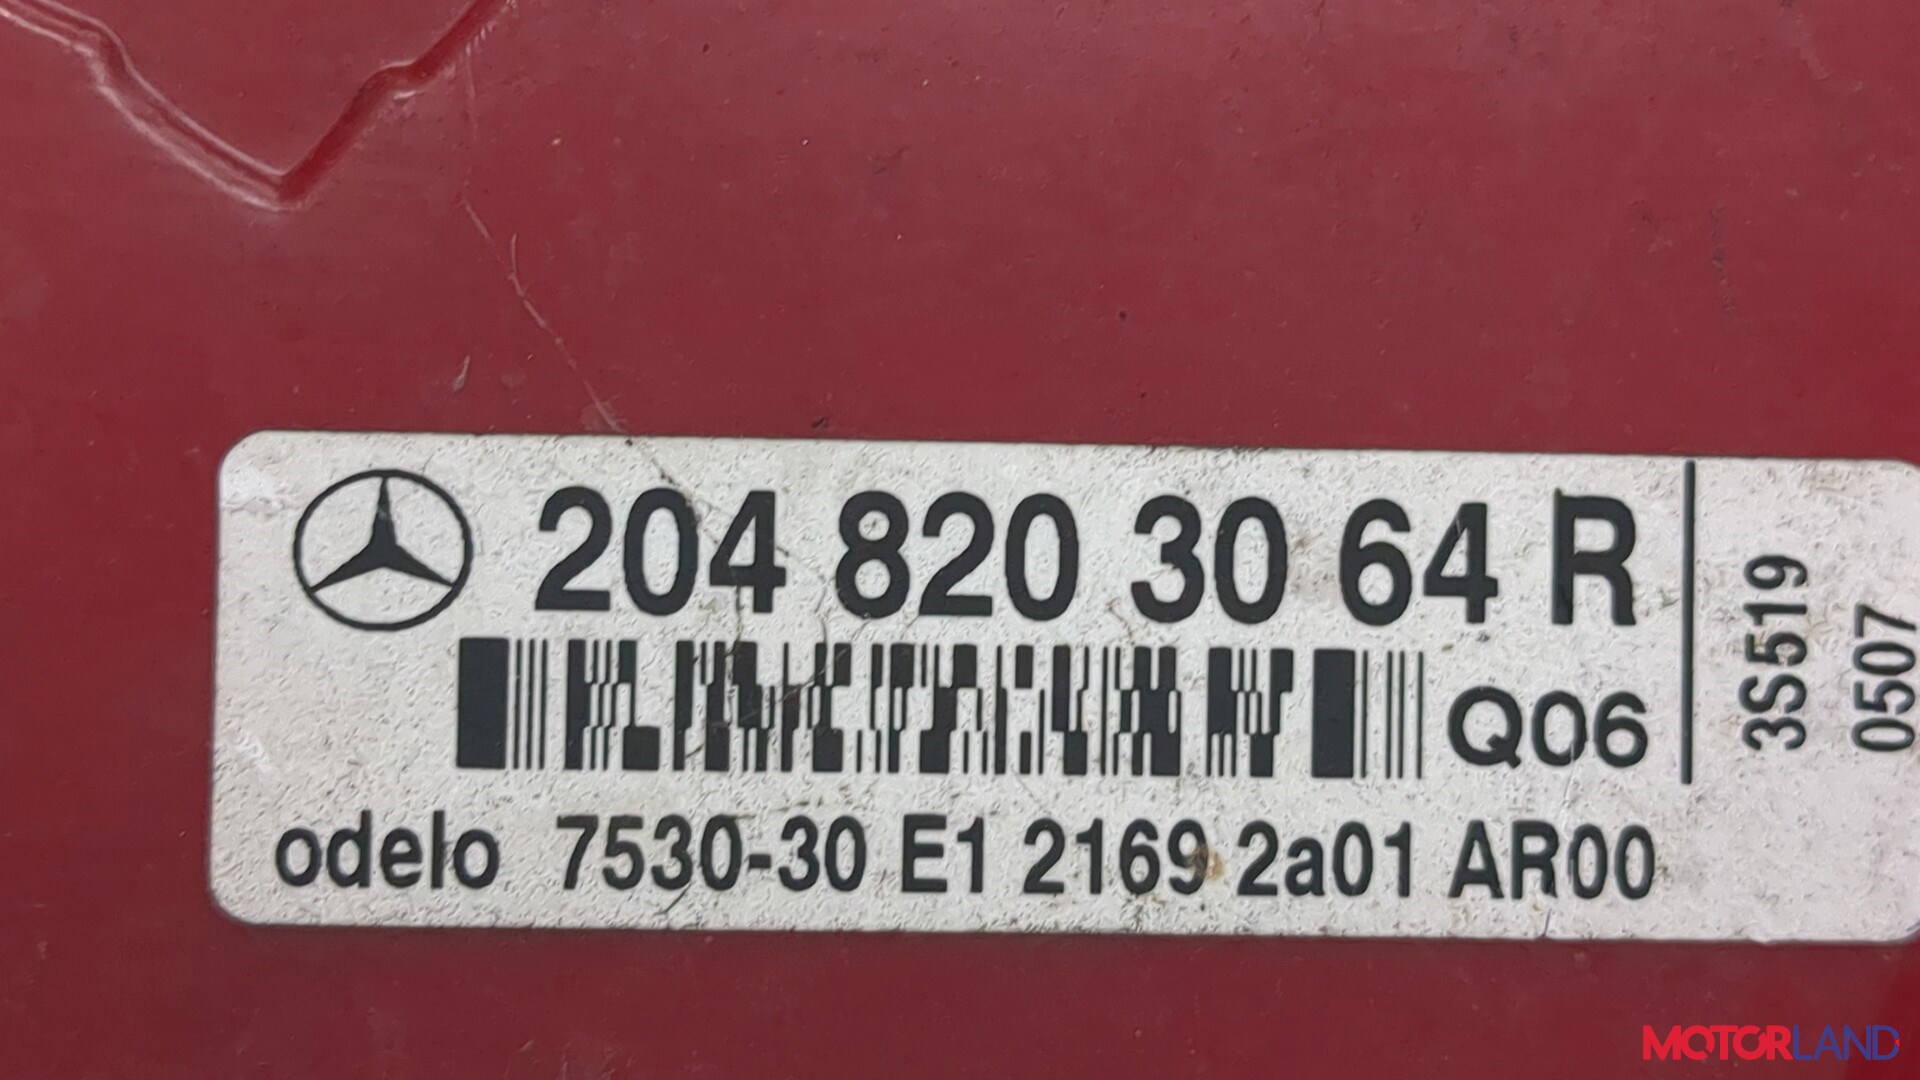 204 820 30 64 R
Q06
odelo 7530-30 E1 2169 2a01 AR00
3S519
0507
MOTORLAND